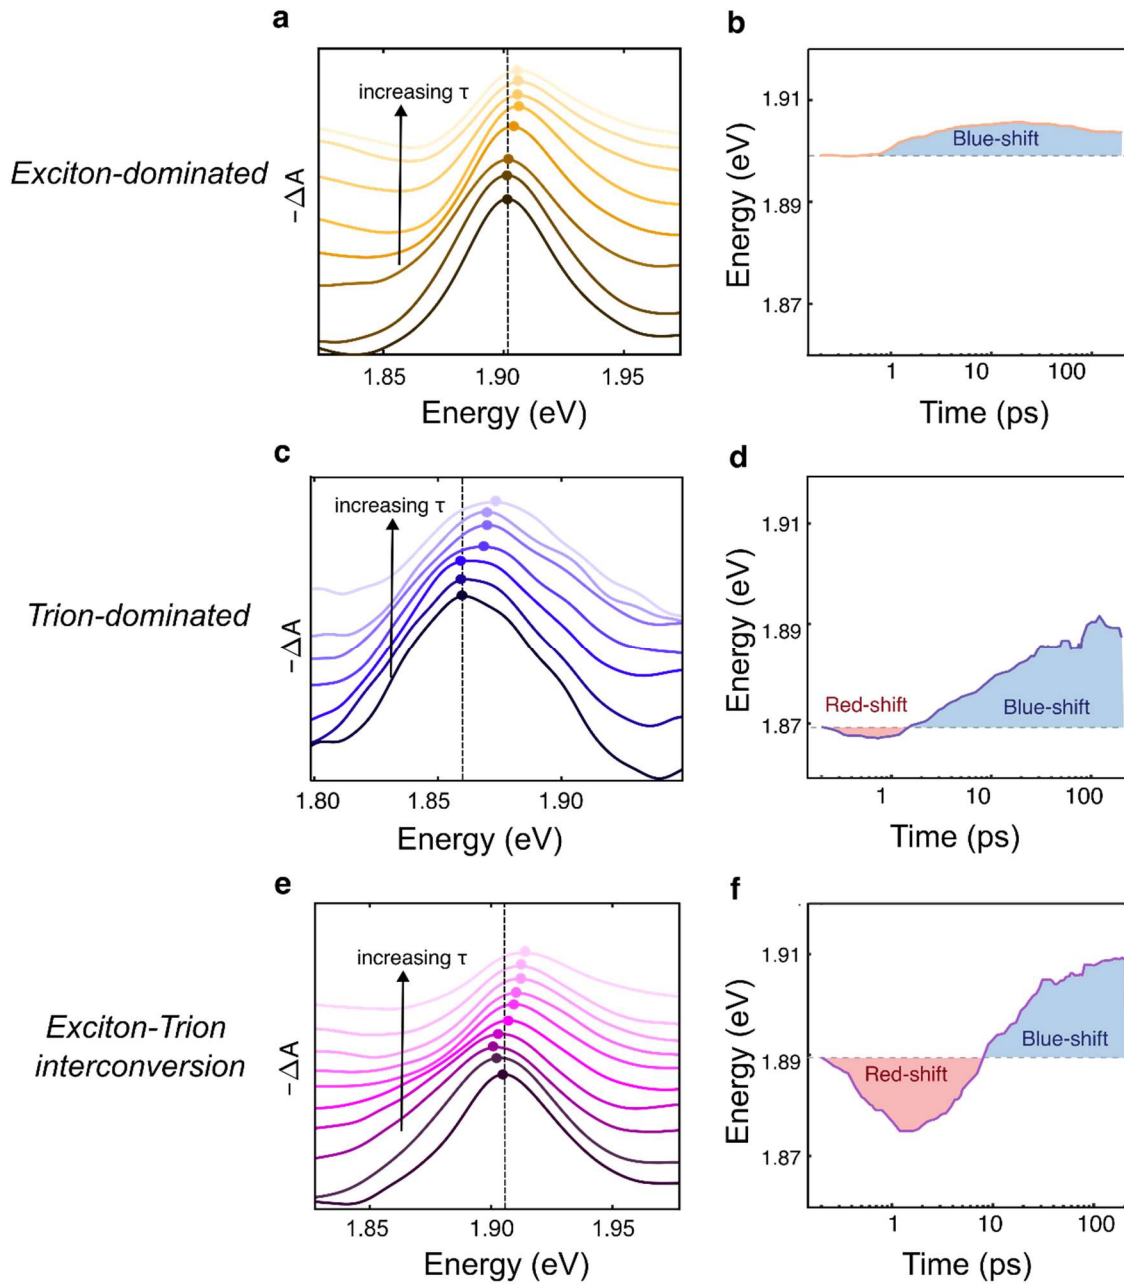 a
b
Exciton-dominated
increasing τ
−ΔA
1.85
1.90
1.95
Energy (eV)
Energy (eV)
1.91
1.89
1.87
Blue-shift
1
10
100
Time (ps)
c
d
Trion-dominated
increasing τ
−ΔA
1.80
1.85
1.90
Energy (eV)
Energy (eV)
1.91
1.89
1.87
Red-shift
Blue-shift
1
10
100
Time (ps)
e
f
Exciton-Trion
interconversion
increasing τ
−ΔA
1.85
1.90
1.95
Energy (eV)
Energy (eV)
1.91
1.89
1.87
Red-shift
Blue-shift
1
10
100
Time (ps)